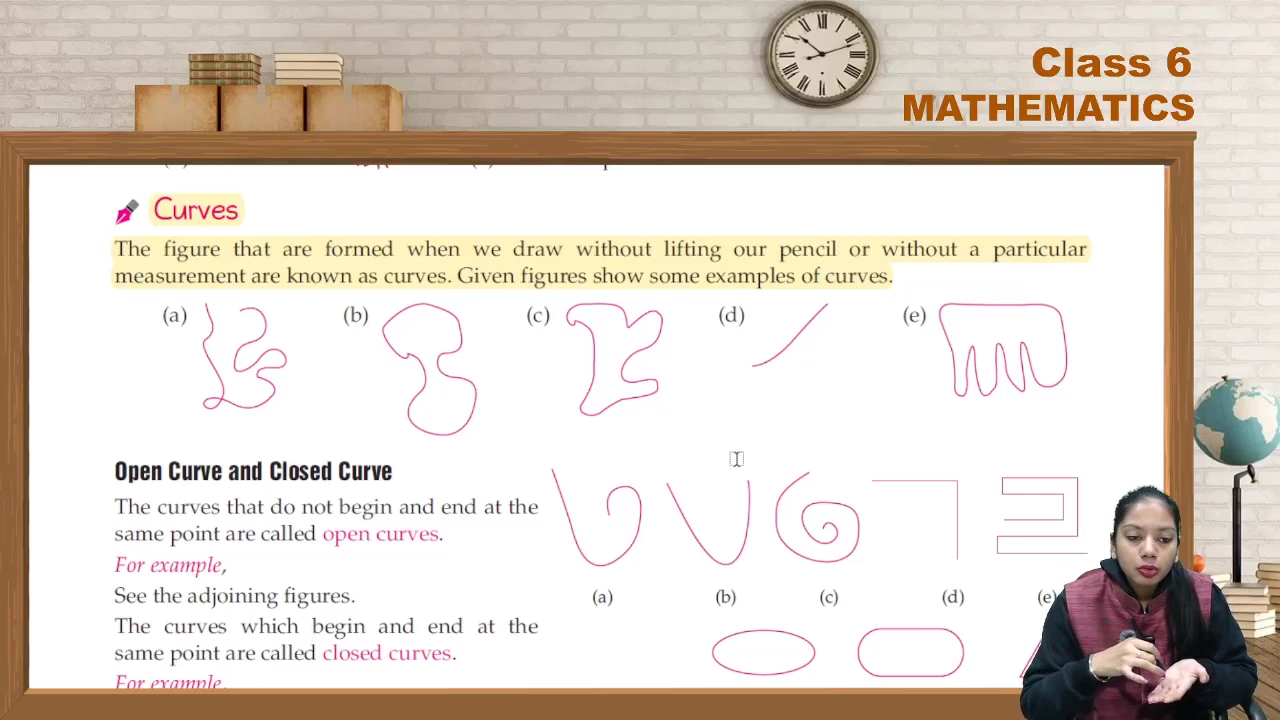 Class 6
MATHEMATICS
Curves
The figure that are formed when we draw without lifting our pencil or without a particular
measurement are known as curves. Given figures show some examples of curves.
(a) (b) (c) (d) (e)
Open Curve and Closed Curve
The curves that do not begin and end at the
same point are called open curves.
For example,
See the adjoining figures.
The curves which begin and end at the
same point are called closed curves.
For example,
(a) (b) (c) (d) (e)